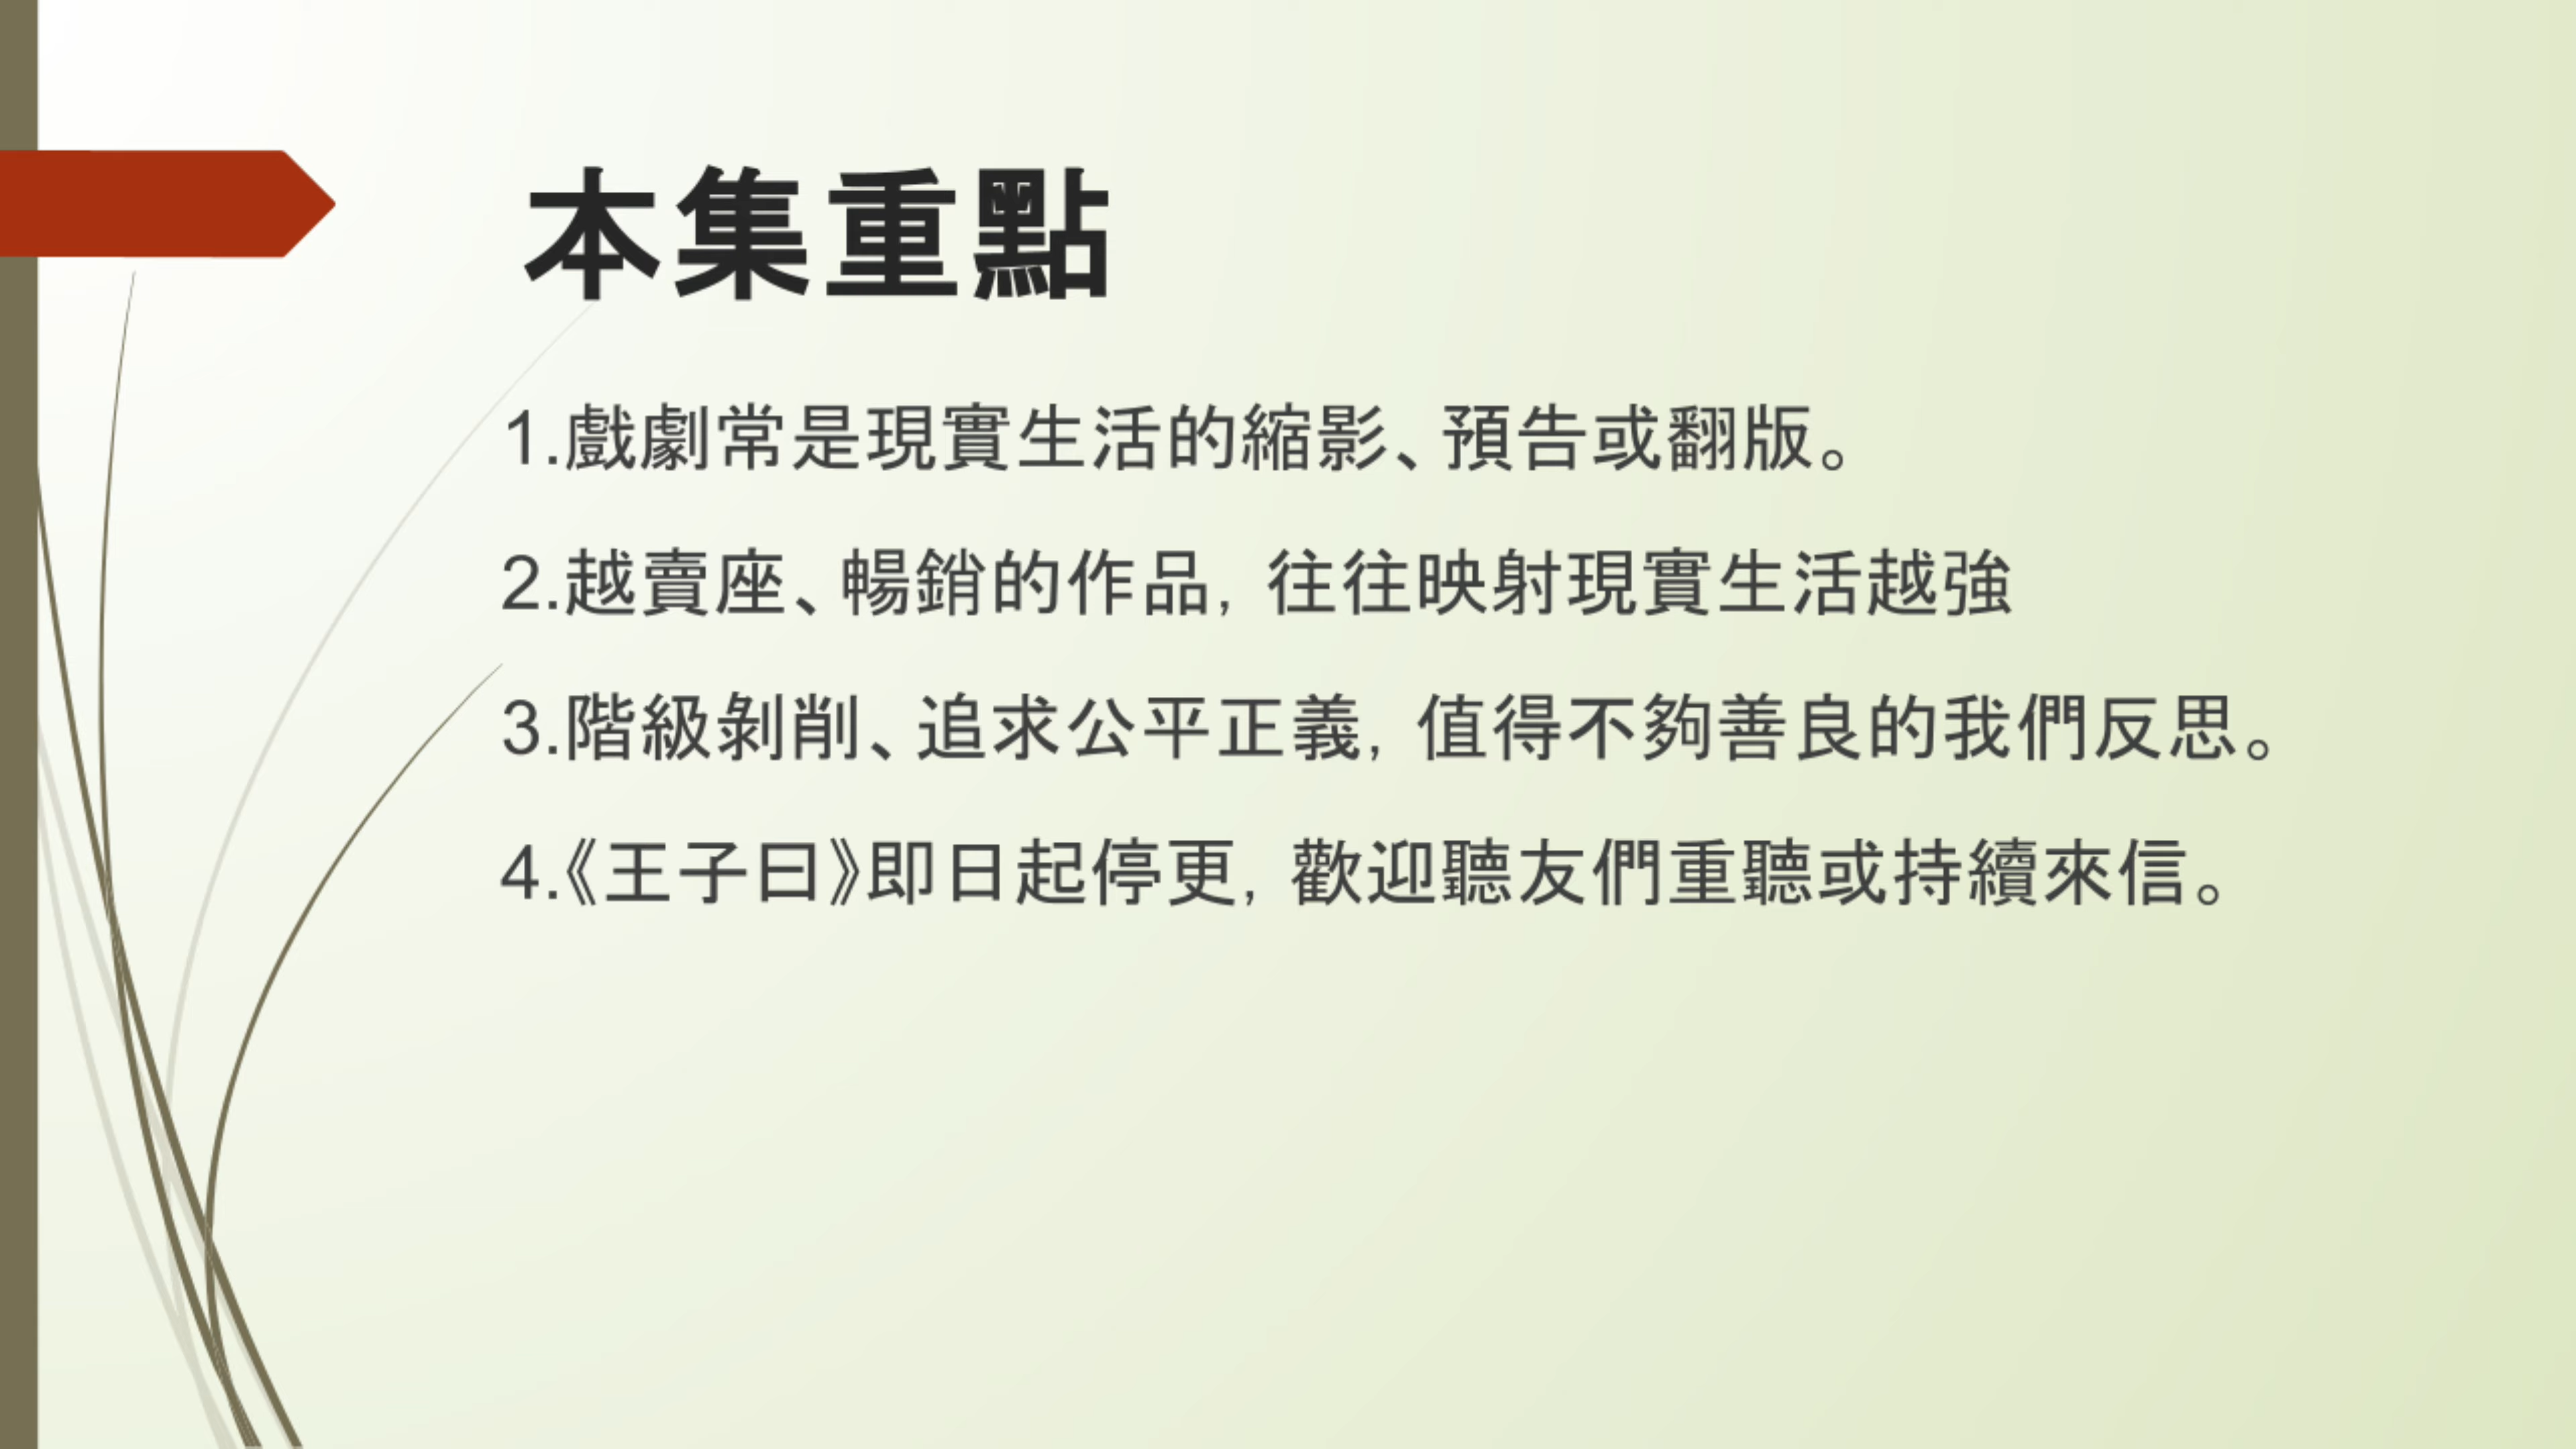 本集重點
1.戲劇常是現實生活的縮影、預告或翻版。
2.越賣座、暢銷的作品，往往映射現實生活越強
3.階級剝削、追求公平正義，值得不夠善良的我們反思。
4.《王子曰》即日起停更，歡迎聽友們重聽或持續來信。